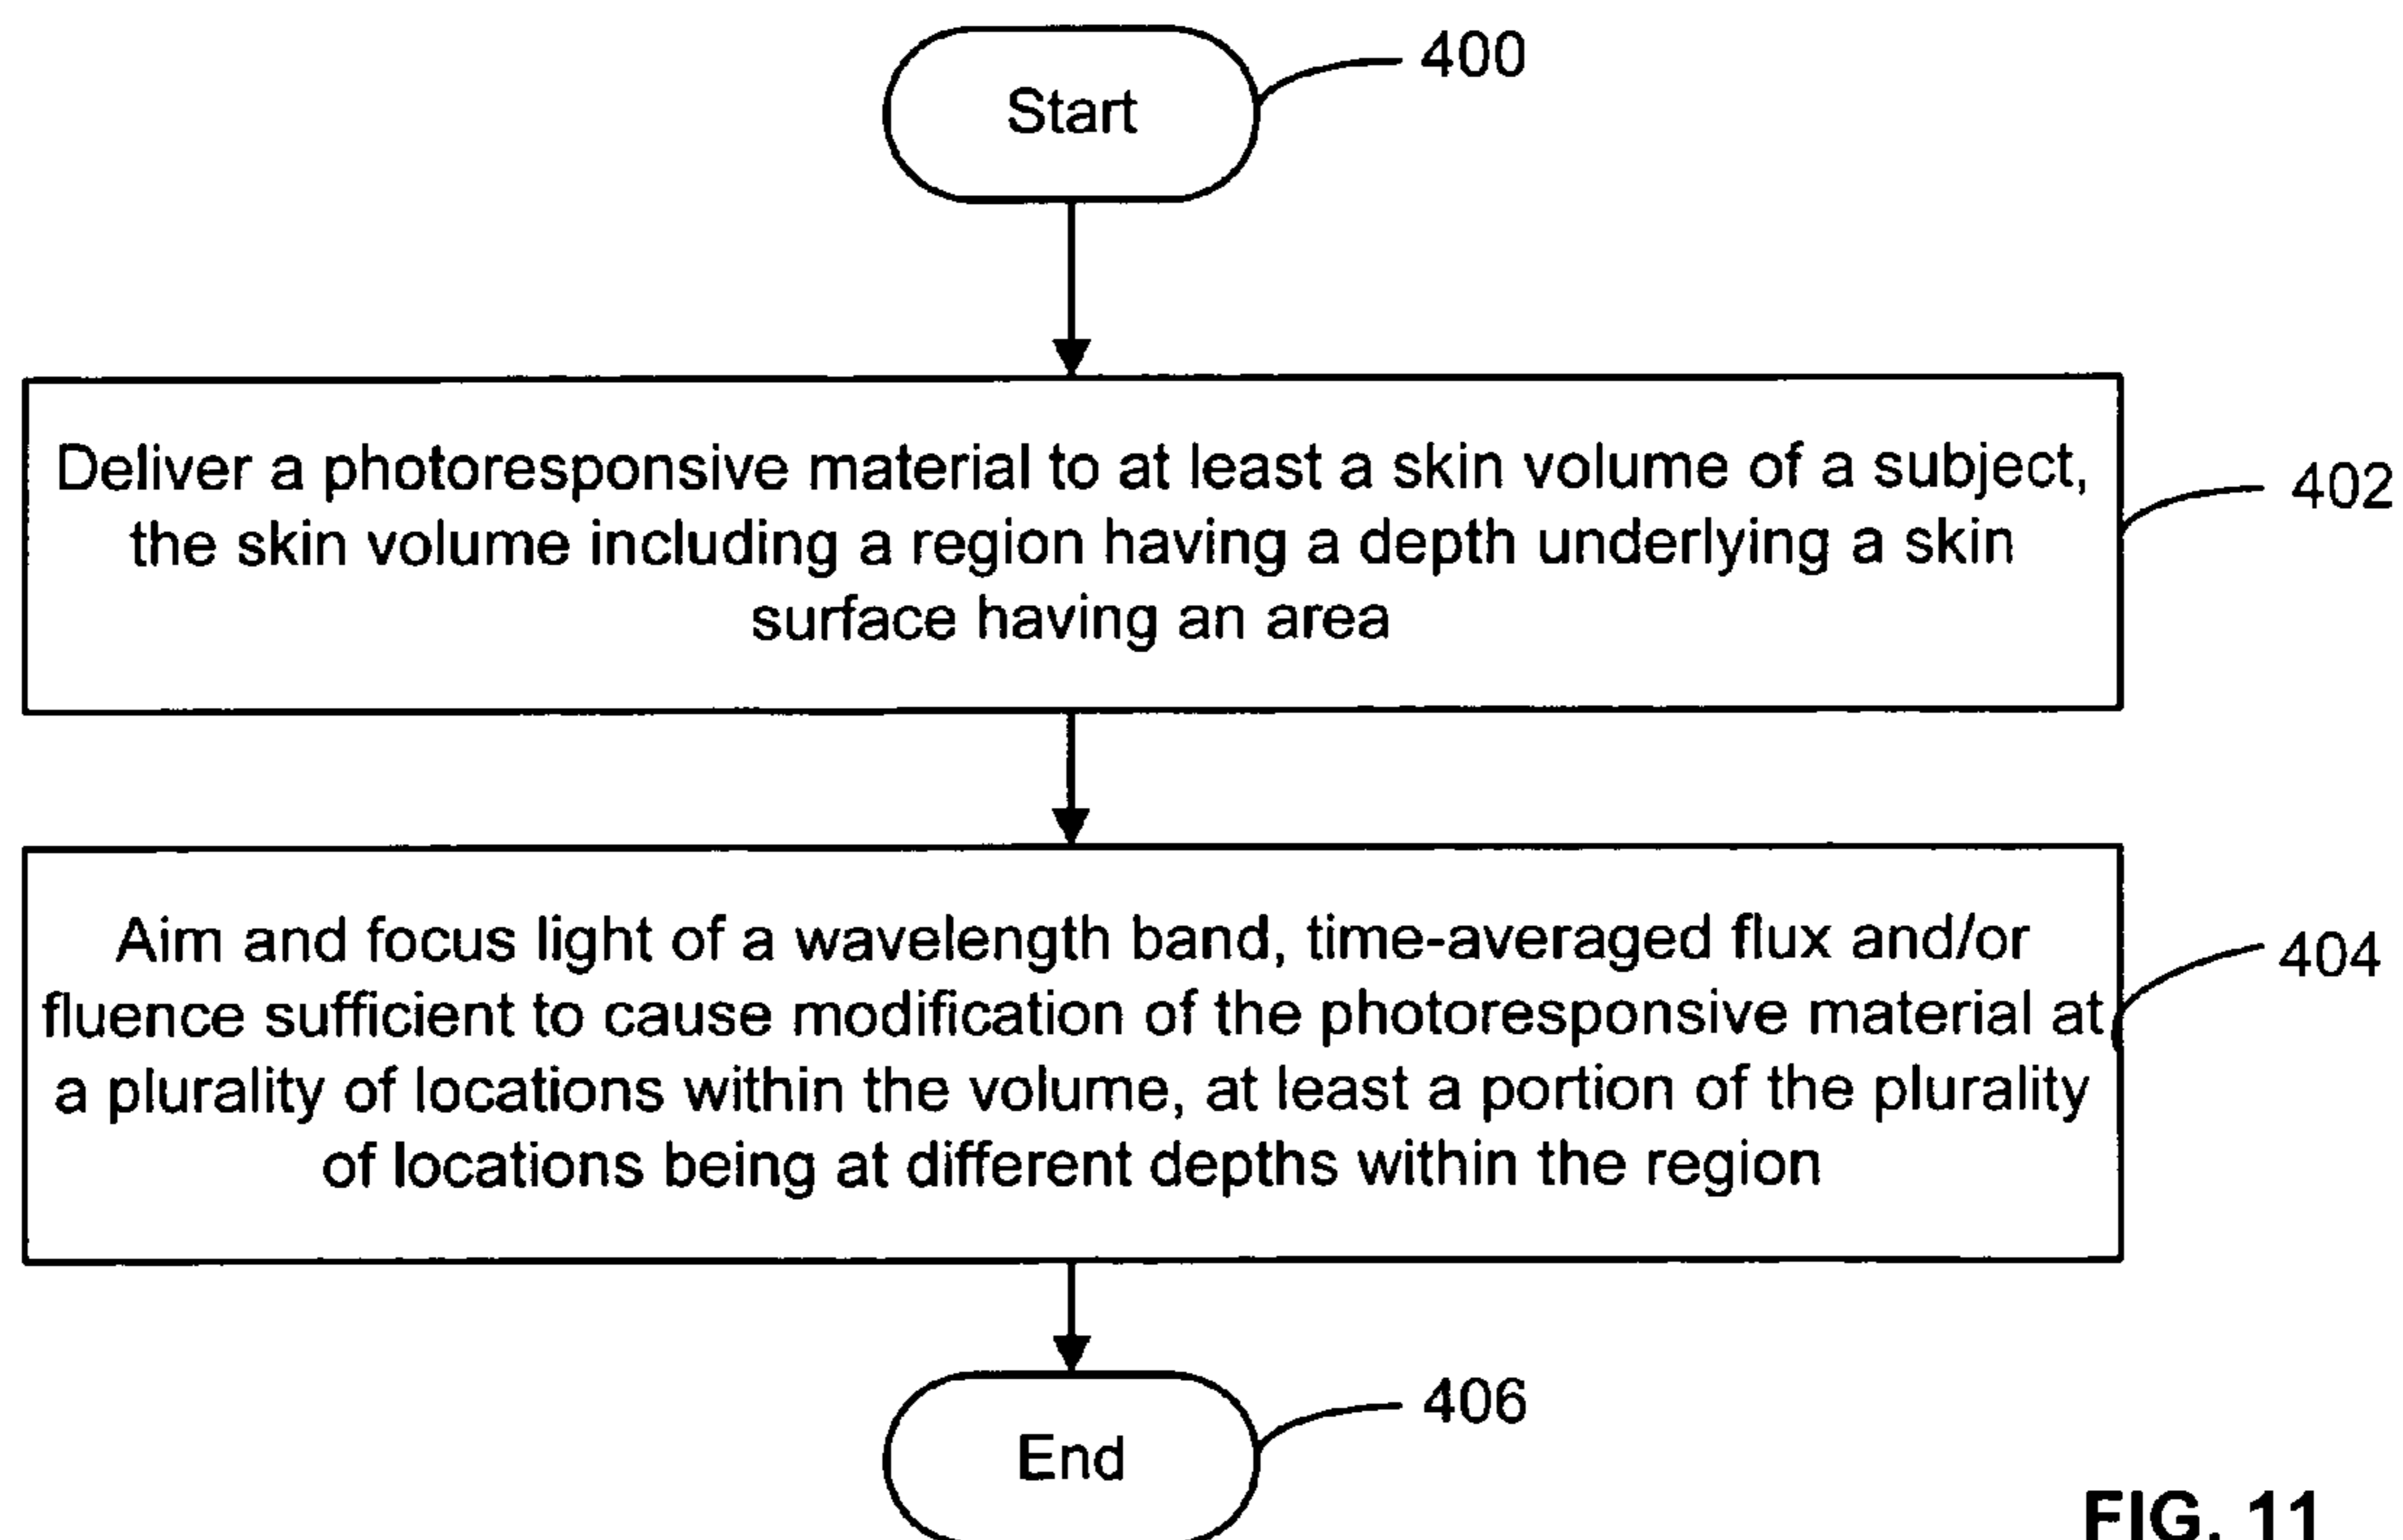 400
Start
Deliver a photoresponsive material to at least a skin volume of a subject,
the skin volume including a region having a depth underlying a skin
surface having an area
402
Aim and focus light of a wavelength band, time-averaged flux and/or
fluence sufficient to cause modification of the photoresponsive material at
a plurality of locations within the volume, at least a portion of the plurality
of locations being at different depths within the region
404
406
End
FIG. 11